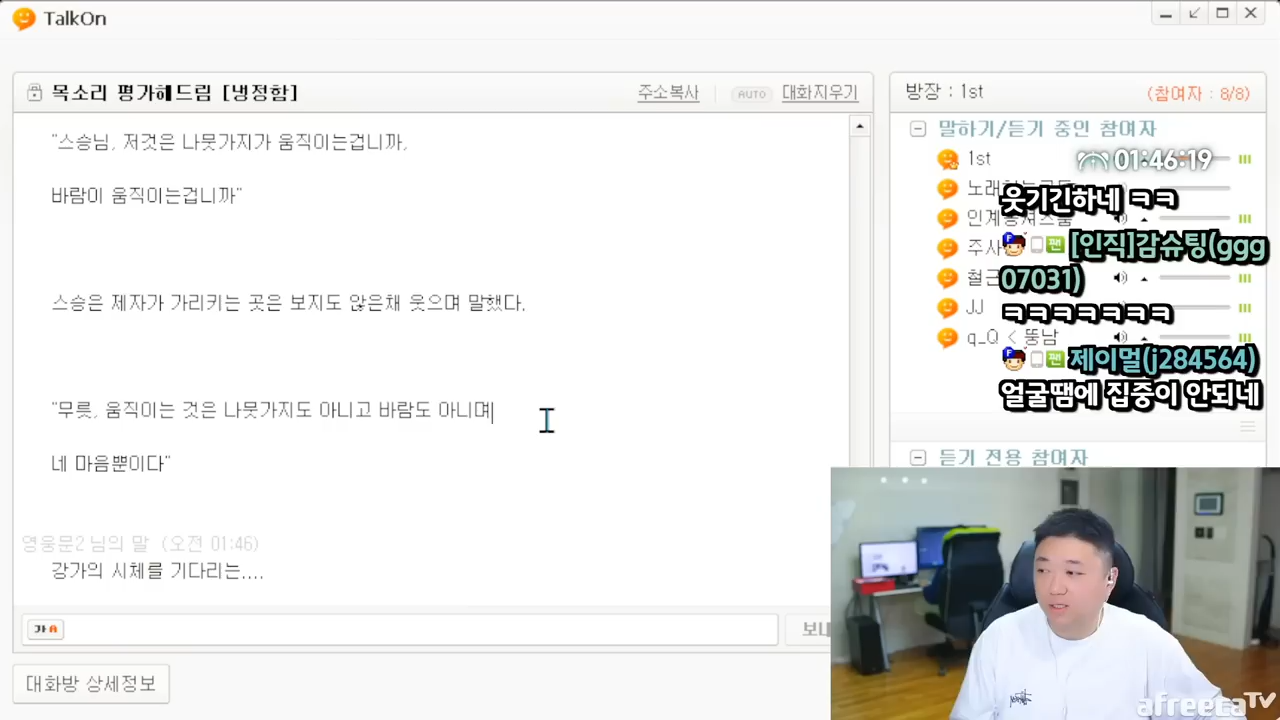 TalkOn
목소리 평가해드림 [냉정함]
주소복사
AUTO
대화지우기
"스승님, 저것은 나뭇가지가 움직이는겁니까,
바람이 움직이는겁니까"
스승은 제자가 가리키는 곳은 보지도 않은채 웃으며 말했다.
"무릇, 움직이는 것은 나뭇가지도 아니고 바람도 아니며
네 마음뿐이다"
영웅문2님의 말 (오전 01:46)
강가의 시체를 기다리는....
가A
대화방 상세정보
방장 : 1st
(참여자 : 8/8)
말하기/듣기 중인 참여자
1st
01:46:19
웃기긴하네 ㅋㅋ
주사
[인직]감슈팅(ggg
철근
07031)
JJ
ㅋㅋㅋㅋㅋㅋㅋ
q_Q < 뚱남
제이멀(j284564)
얼굴땜에 집중이 안되네
듣기 전용 참여자
afreecaTV